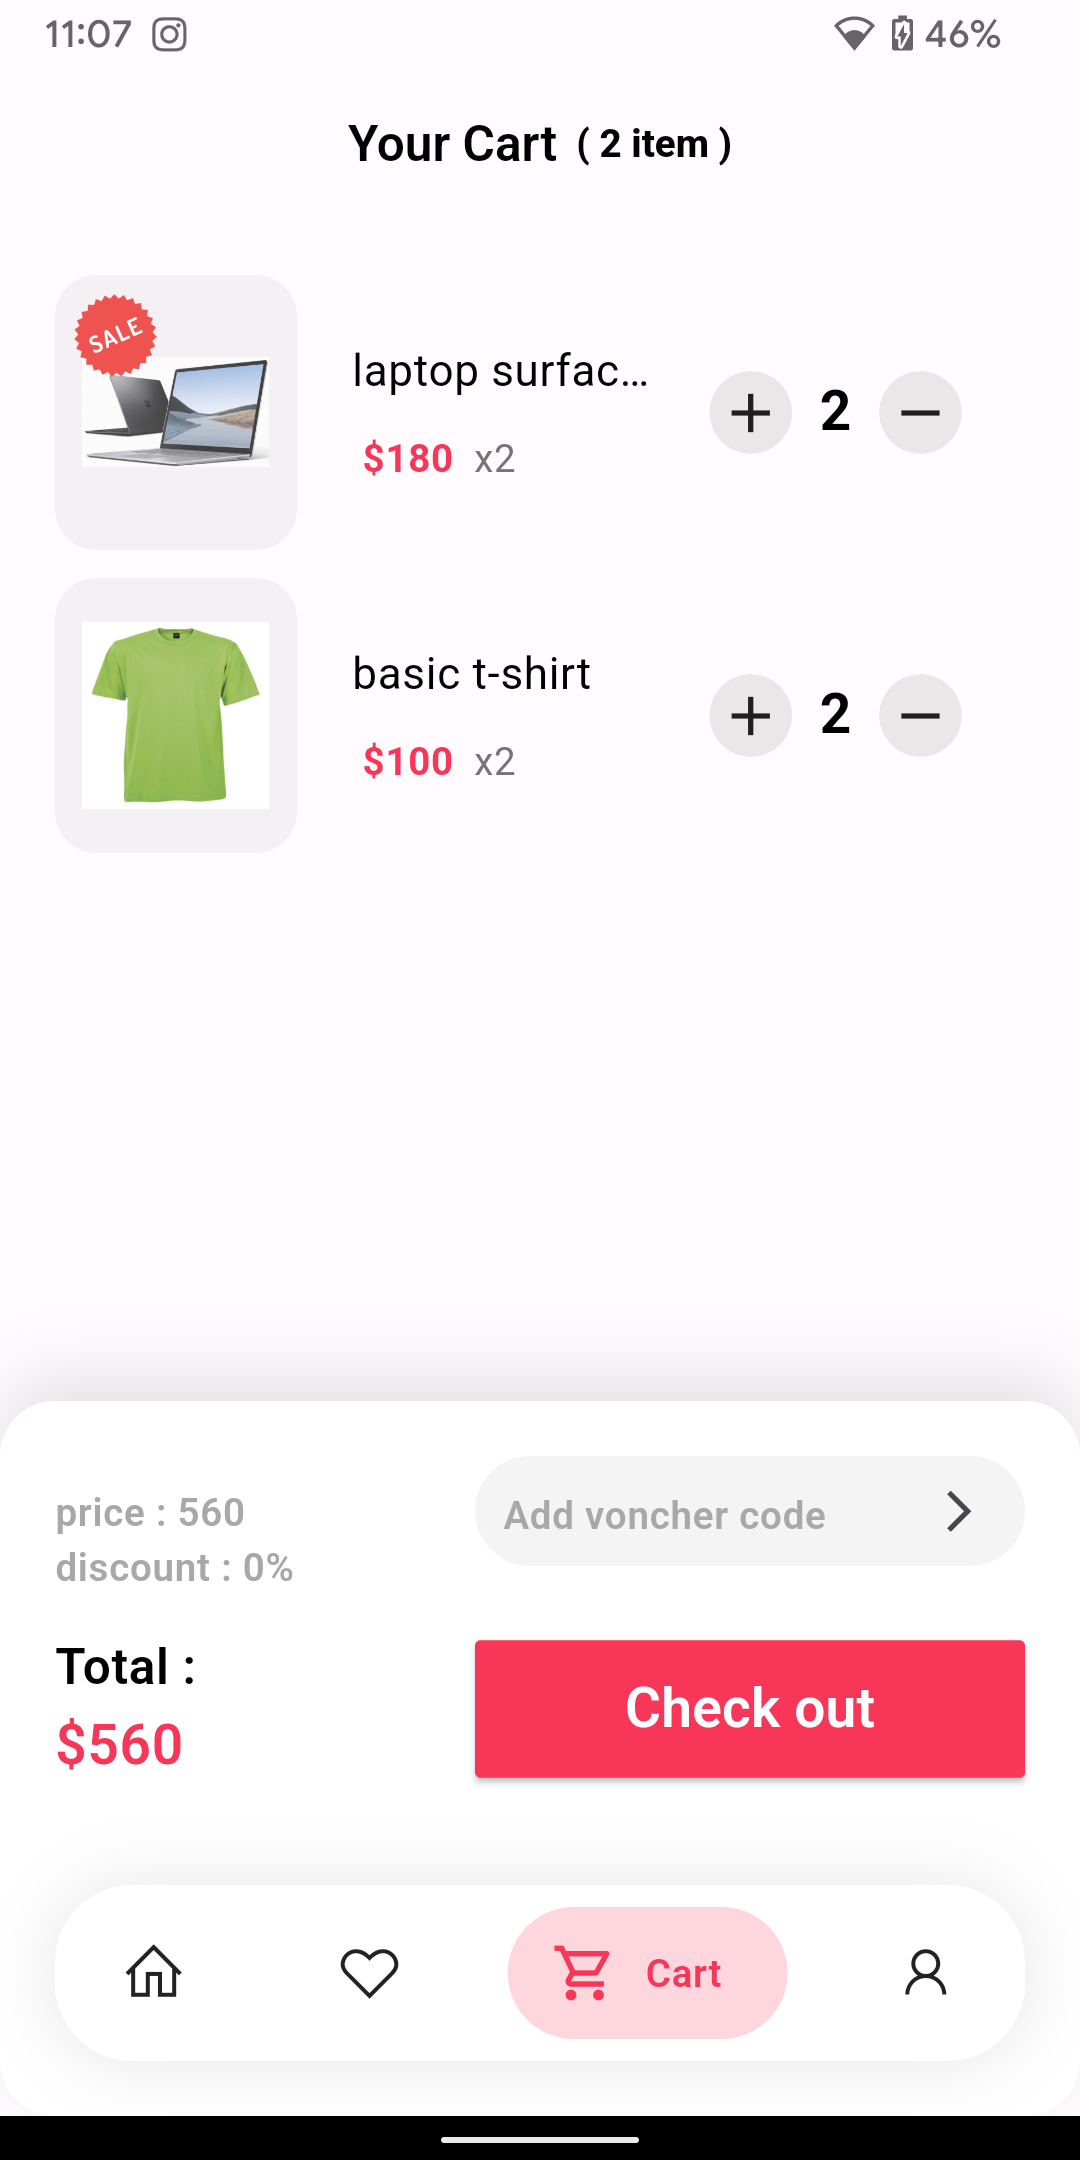 11:07 46%
Your Cart ( 2 item )
SALE
laptop surfac...
$180 x2
2
basic t-shirt
$100 x2
2
price : 560
Add voncher code
discount : 0%
Total :
$560
Check out
Cart